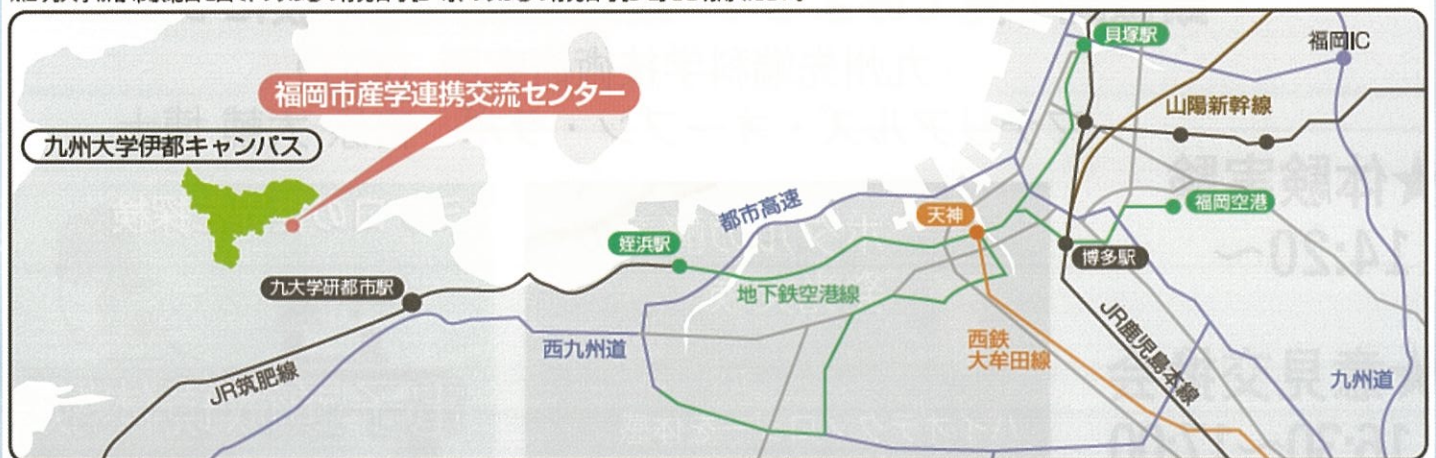 貝塚駅
福岡IC
福岡市産学連携交流センター
山陽新幹線
九州大学伊都キャンパス
都市高速
天神
福岡空港
姪浜駅
博多駅
九大学研都市駅
地下鉄空港線
JR鹿児島本線
西鉄
大牟田線
西九州道
JR筑肥線
九州道